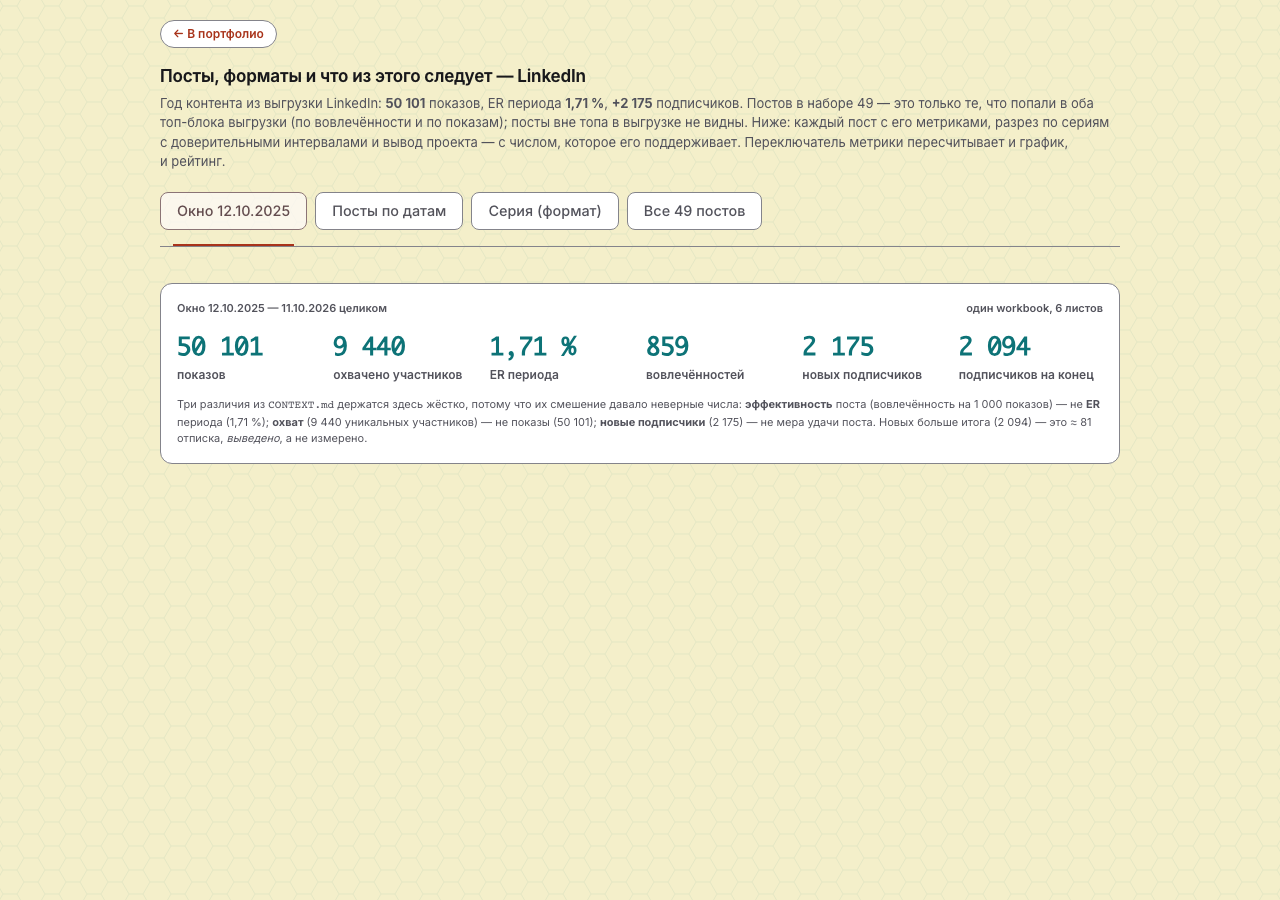 ← В портфолио
Посты, форматы и что из этого следует — LinkedIn
Год контента из выгрузки LinkedIn: 50 101 показов, ER периода 1,71 %, +2 175 подписчиков. Постов в наборе 49 — это только те, что попали в оба
топ-блока выгрузки (по вовлечённости и по показам); посты вне топа в выгрузке не видны. Ниже: каждый пост с его метриками, разрез по сериям
с доверительными интервалами и вывод проекта — с числом, которое его поддерживает. Переключатель метрики пересчитывает и график,
и рейтинг.
Окно 12.10.2025 Посты по датам Серия (формат) Все 49 постов
Окно 12.10.2025 — 11.10.2026 целиком один workbook, 6 листов
50 101 9 440 1,71 % 859 2 175 2 094
показов охвачено участников ER периода вовлечённостей новых подписчиков подписчиков на конец
Три различия из CONTEXT.md держатся здесь жёстко, потому что их смешение давало неверные числа: эффективность поста (вовлечённость на 1 000 показов) — не ER
периода (1,71 %); охват (9 440 уникальных участников) — не показы (50 101); новые подписчики (2 175) — не мера удачи поста. Новых больше итога (2 094) — это ≈ 81
отписка, выведено, а не измерено.